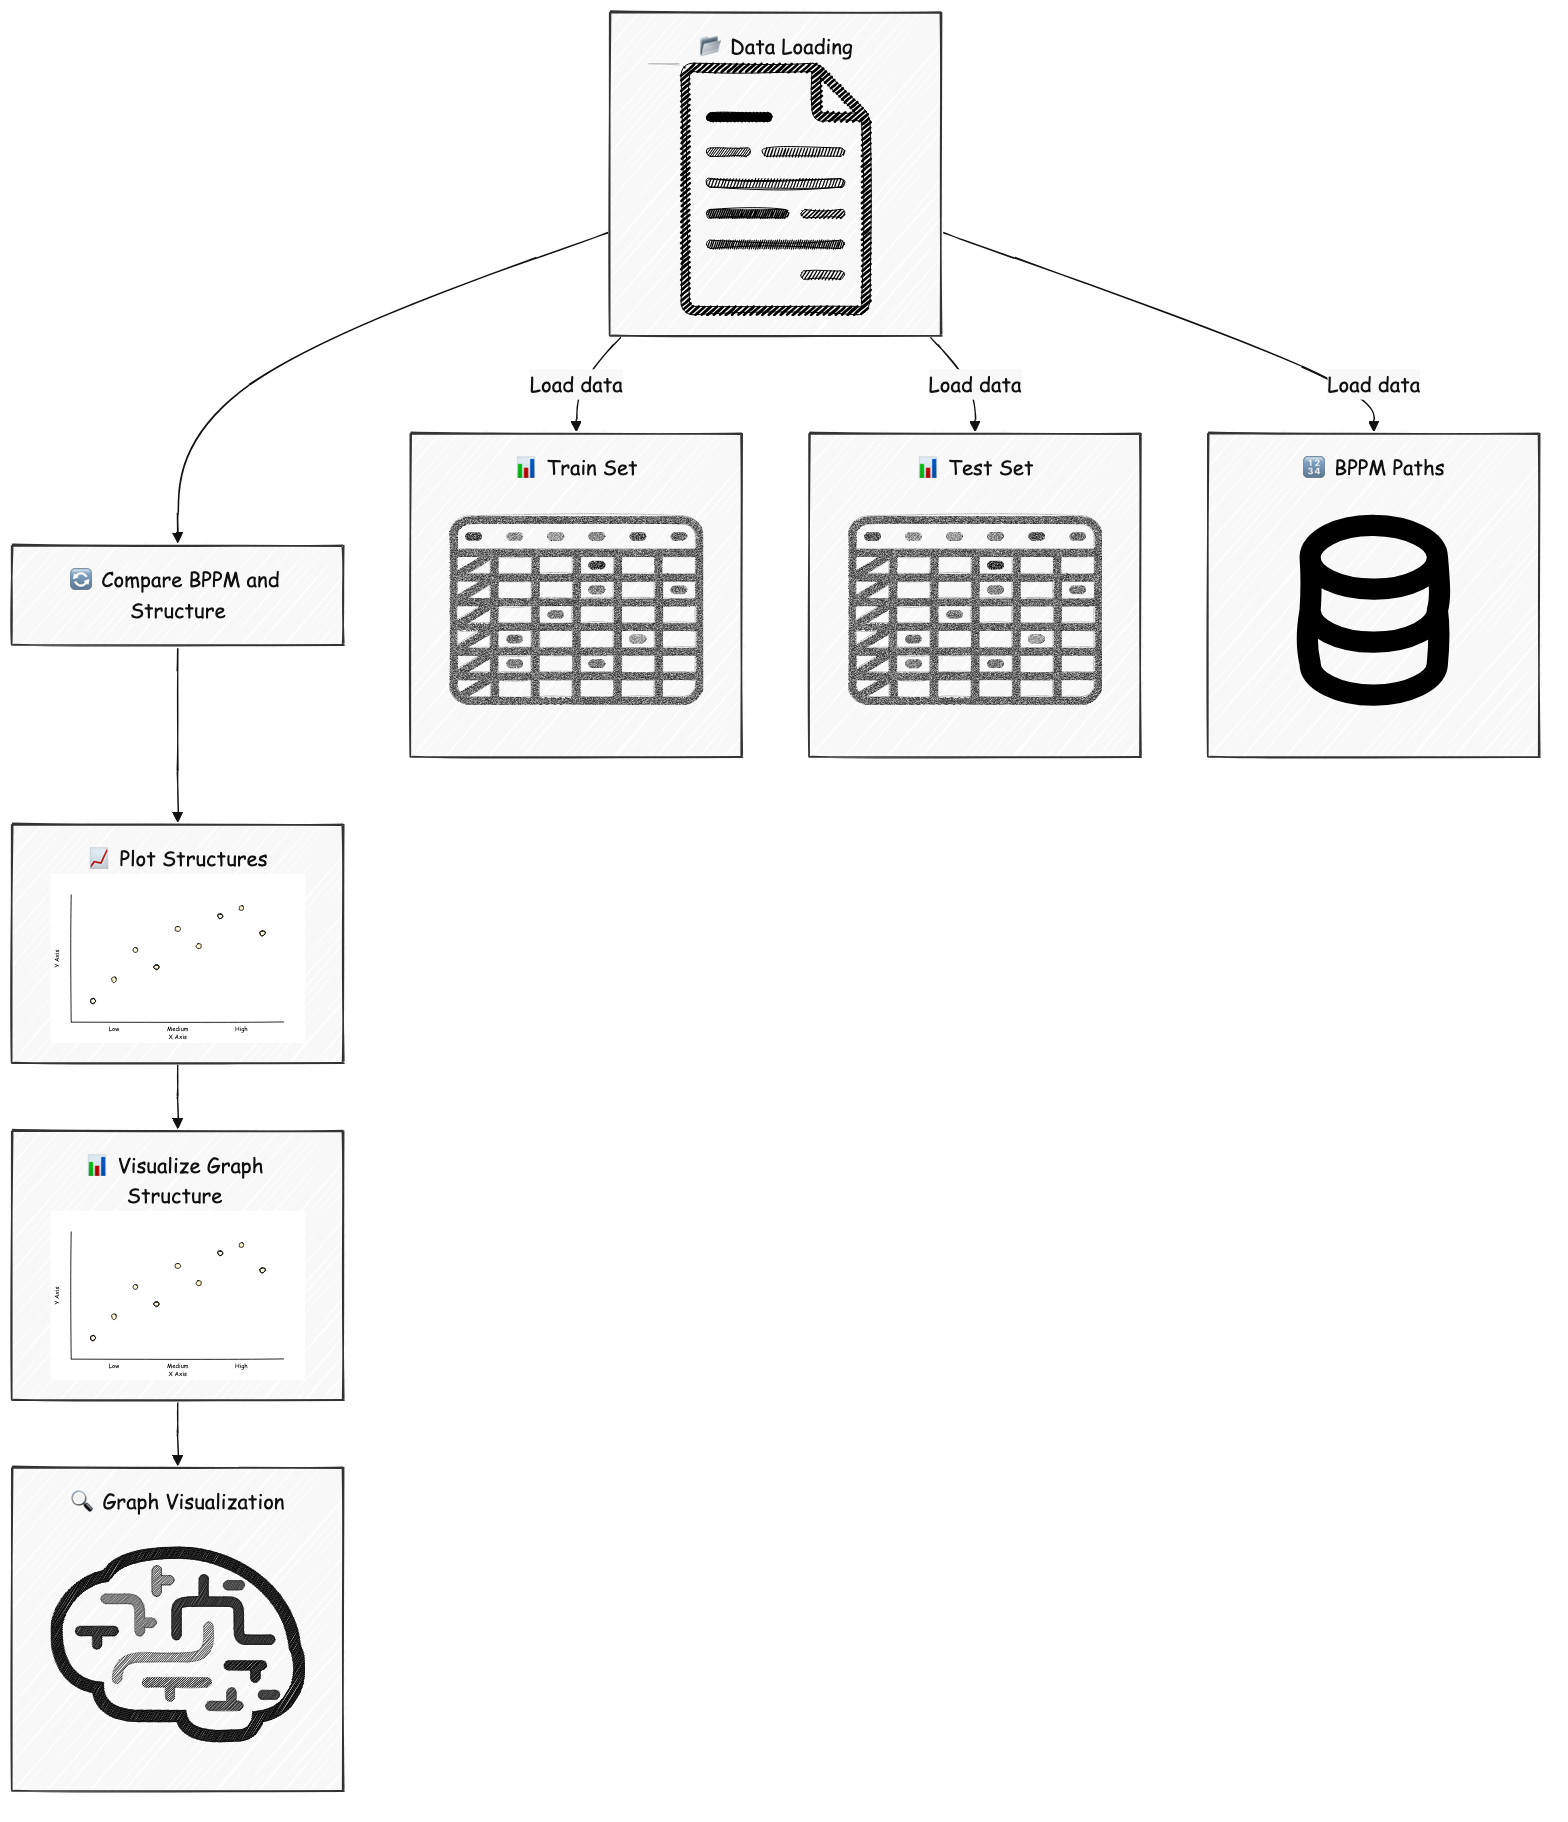 📂 Data Loading
Load data
Load data
Load data
📊 Train Set
📊 Test Set
🔢 BPPM Paths
🔄 Compare BPPM and
Structure
📈 Plot Structures
Y Axis
Low
Medium
High
X Axis
📊 Visualize Graph
Structure
Y Axis
Low
Medium
High
X Axis
🔍 Graph Visualization